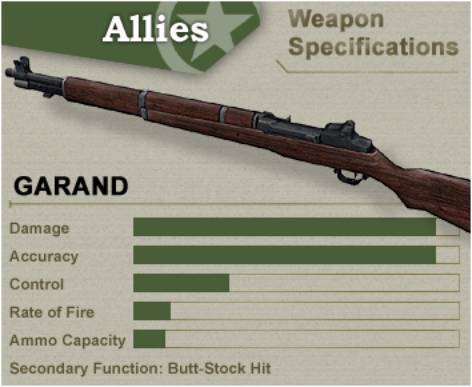 Allies
Weapon
Specifications
GARAND
Damage
Accuracy
Control
Rate of Fire
Ammo Capacity
Secondary Function: Butt-Stock Hit